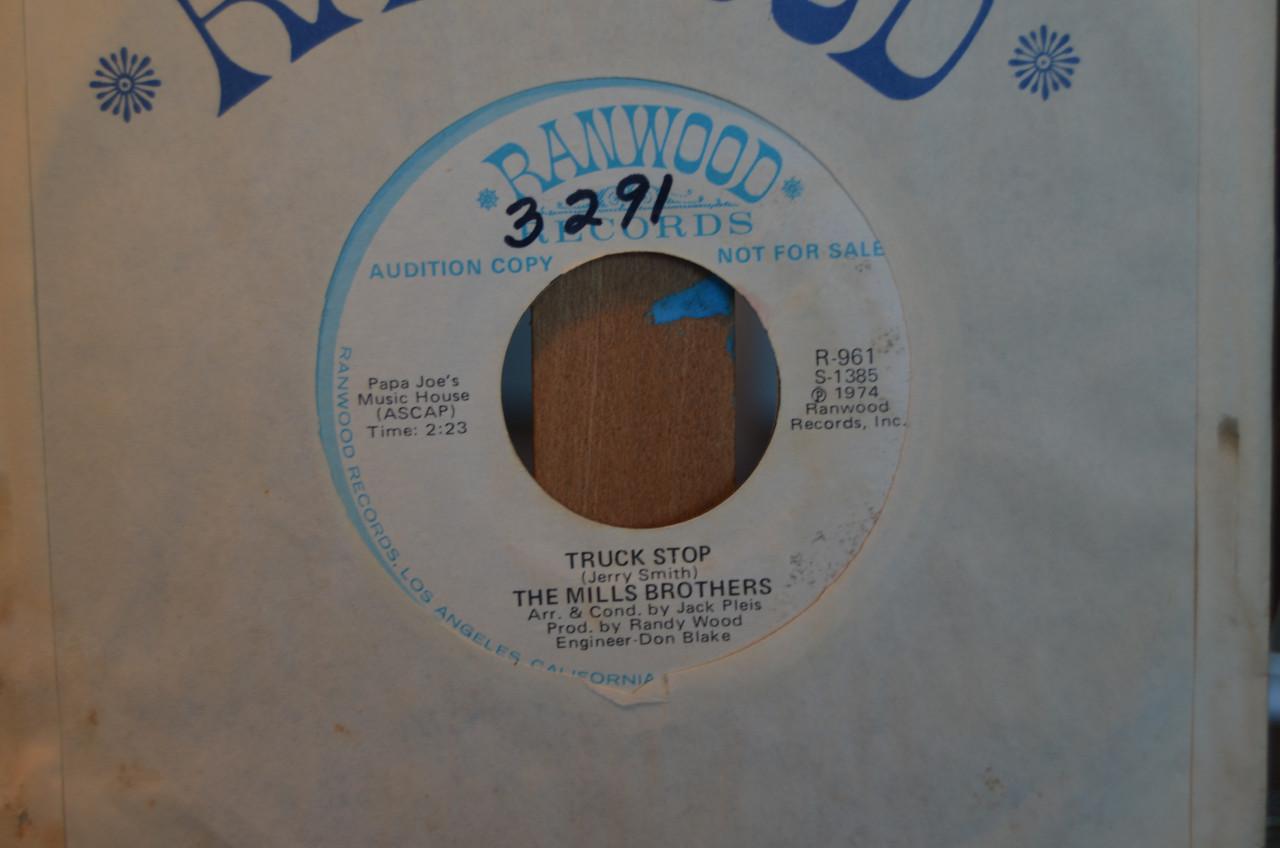 RANWOOD
RECORDS
3291
AUDITION COPY
NOT FOR SALE
Papa Joe's
Music House
(ASCAP)
Time: 2:23
R-961
S-1385
Ⓟ 1974
Ranwood
Records, Inc.
TRUCK STOP
(Jerry Smith)
THE MILLS BROTHERS
Arr. & Cond. by Jack Pleis
Prod. by Randy Wood
Engineer-Don Blake
RANWOOD RECORDS, LOS ANGELES, CALIFORNIA